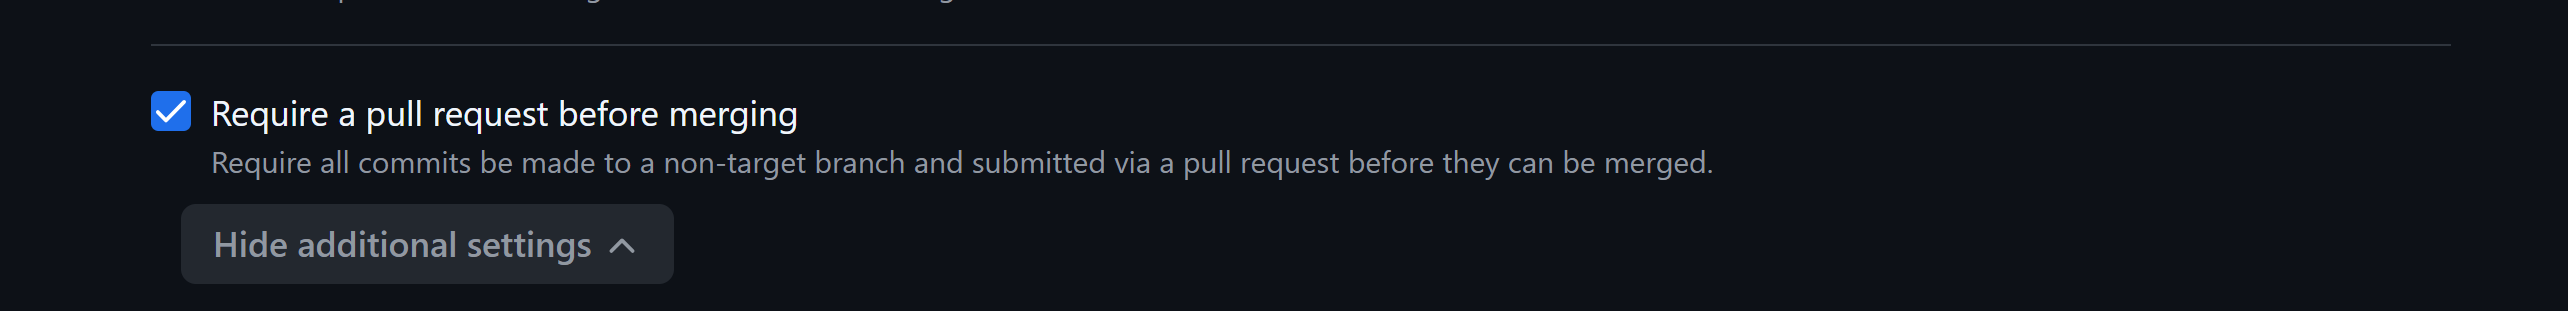 Require a pull request before merging
Require all commits be made to a non-target branch and submitted via a pull request before they can be merged.
Hide additional settings